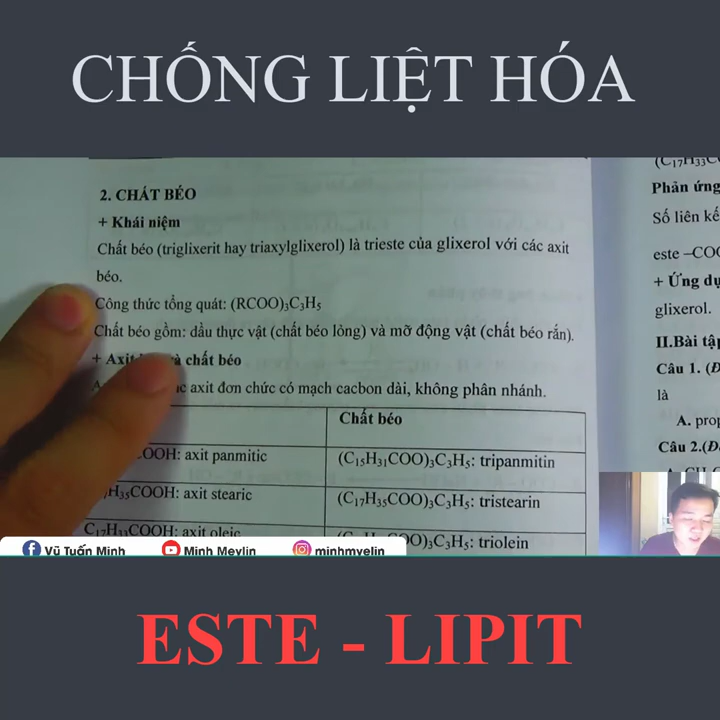 CHỐNG LIỆT HÓA
2. CHẤT BÉO
+ Khái niệm
Chất béo (triglixerit hay triaxylglixerol) là trieste của glixerol với các axit
béo.
Công thức tổng quát: (RCOO)₃C₃H₅
Chất béo gồm: dầu thực vật (chất béo lỏng) và mỡ động vật (chất béo rắn).
+ Axit và chất béo
axit đơn chức có mạch cacbon dài, không phân nhánh.
Chất béo
COOH: axit panmitic
(C₁₅H₃₁COO)₃C₃H₅: tripanmitin
H₃₅COOH: axit stearic
(C₁₇H₃₅COO)₃C₃H₅: tristearin
C₁₇H₃₃COOH: axit oleic
OO)₃C₃H₅: triolein
(C₁₇H₃₃C
Phản ứng
Số liên kế
este –CO
+ Ứng dụ
glixerol.
II.Bài tập
Câu 1. (Đ
là
A. prop
Câu 2.(Đ
Vũ Tuấn Minh
Minh Meylin
minhmyelin
ESTE - LIPIT